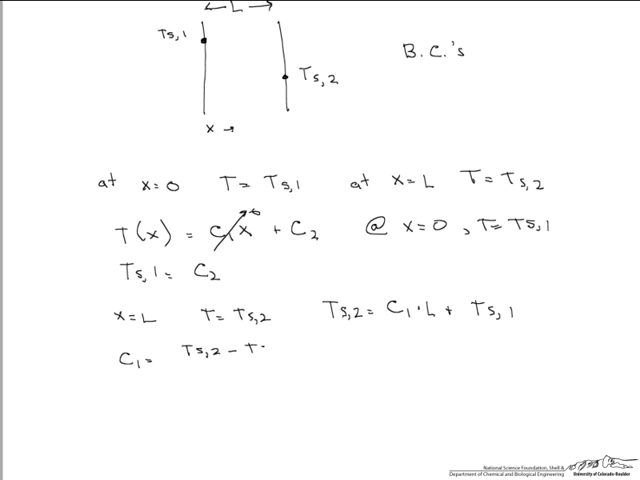 L
Ts,1
B.C.'s
Ts,2
x →
at x=0 T= Ts,1 at x=L T= Ts,2
T(x) = C₁x →0 + C₂ @ x=0, T= Ts,1
Ts,1 = C₂
x=L T= Ts,2 Ts,2= C₁·L + Ts,1
C₁= Ts,2 - T
National Science Foundation, Shell &
Department of Chemical and Biological Engineering
University of Colorado-Boulder